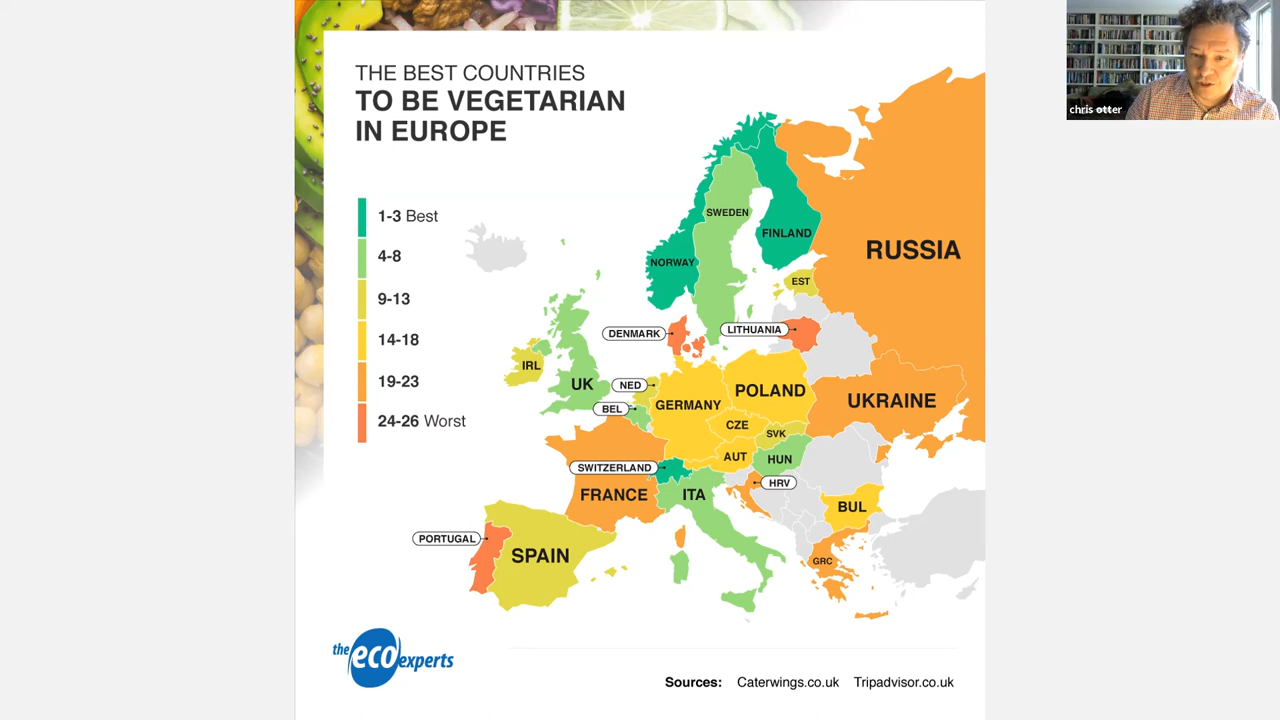 THE BEST COUNTRIES
TO BE VEGETARIAN
IN EUROPE
chris otter
1-3 Best
4-8
9-13
14-18
19-23
24-26 Worst
SWEDEN
FINLAND
NORWAY
RUSSIA
EST
DENMARK
LITHUANIA
IRL
UK
NED
BEL
GERMANY
POLAND
UKRAINE
CZE
SVK
AUT
HUN
SWITZERLAND
HRV
FRANCE
ITA
BUL
PORTUGAL
SPAIN
GRC
the eco experts
Sources: Caterwings.co.uk Tripadvisor.co.uk